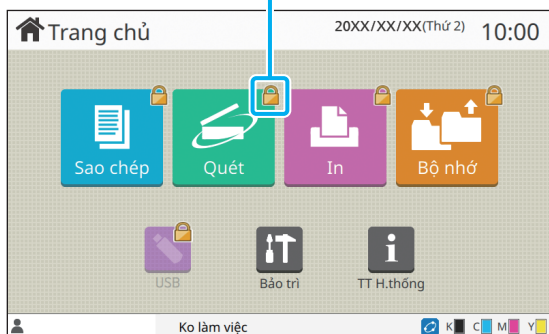 Trang chủ 20XX/XX/XX(Thứ 2) 10:00
Sao chép Quét In Bộ nhớ
USB Bảo trì TT H.thống
Ko làm việc K C M Y